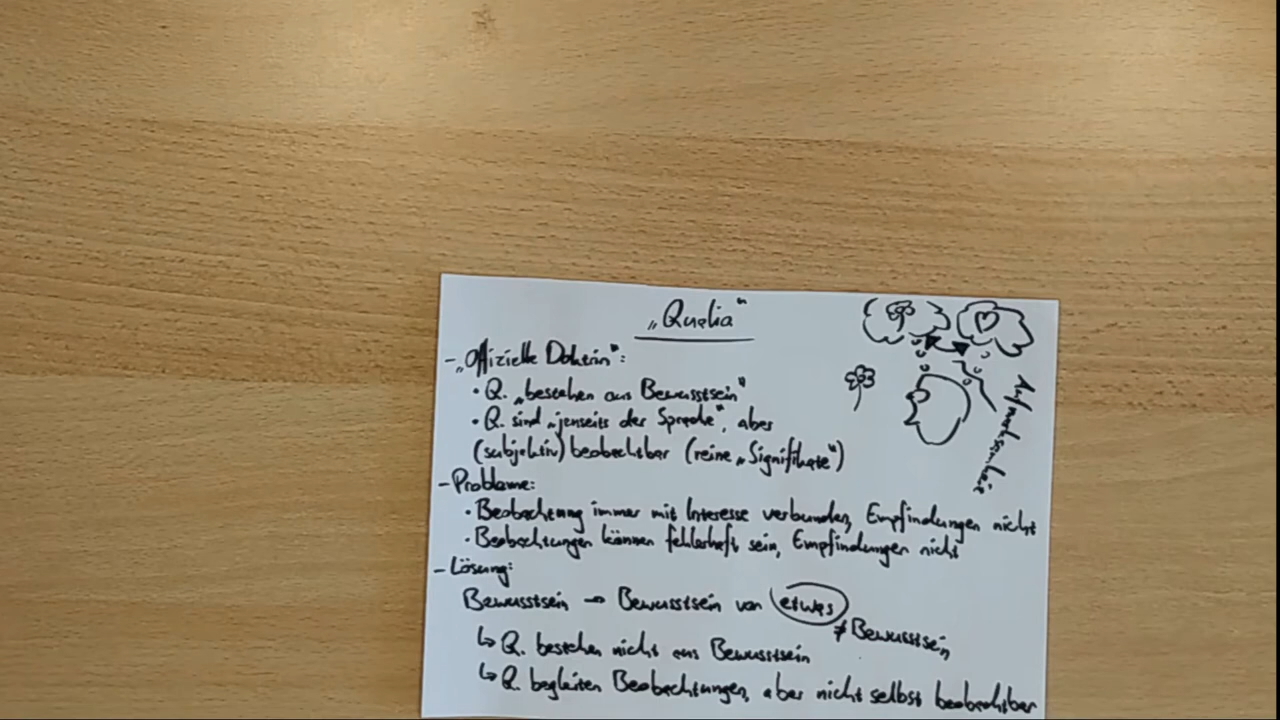 „Qualia“
- „Offizielle Doktrin“:
• Q. „bestehen aus Bewusstsein“
• Q. sind „jenseits der Sprache“, aber
(subjektiv) beobachtbar (reine „Signifikate“)
- Probleme:
• Beobachtung immer mit Interesse verbunden, Empfindungen nicht
• Beobachtungen können fehlerhaft sein, Empfindungen nicht
- Lösung:
Bewusstsein → Bewusstsein von etwas
≠ Bewusstsein
↳ Q. bestehen nicht aus Bewusstsein
↳ Q. begleiten Beobachtungen, aber nicht selbst beobachtbar
Aufmerksamkeit